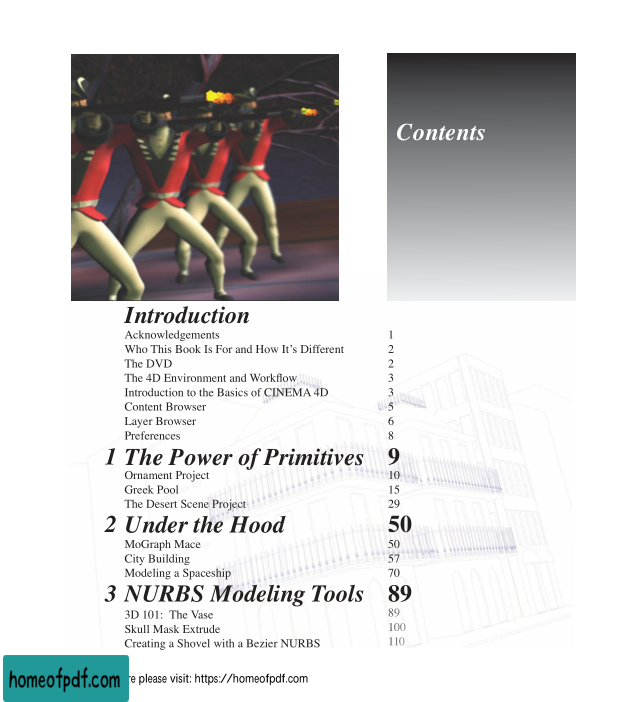 Contents
Introduction
Acknowledgements 1
Who This Book Is For and How It’s Different 2
The DVD 2
The 4D Environment and Workflow 3
Introduction to the Basics of CINEMA 4D 3
Content Browser 5
Layer Browser 6
Preferences 8
1 The Power of Primitives 9
Ornament Project 10
Greek Pool 15
The Desert Scene Project 29
2 Under the Hood 50
MoGraph Mace 50
City Building 57
Modeling a Spaceship 70
3 NURBS Modeling Tools 89
3D 101: The Vase 89
Skull Mask Extrude 100
Creating a Shovel with a Bezier NURBS 110
homeofpdf.com
please visit: https://homeofpdf.com